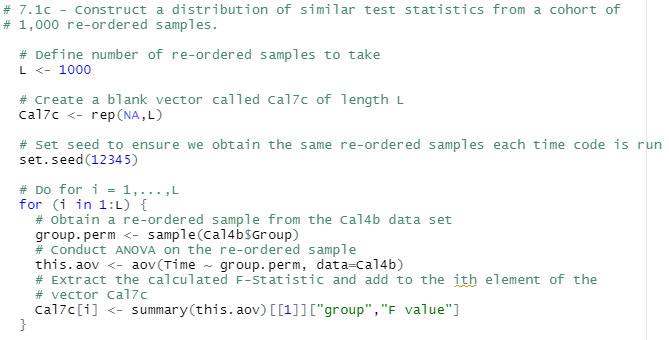 # 7.1c - Construct a distribution of similar test statistics from a cohort of
# 1,000 re-ordered samples.
# Define number of re-ordered samples to take
L <- 1000
# Create a blank vector called Cal7c of length L
Cal7c <- rep(NA,L)
# Set seed to ensure we obtain the same re-ordered samples each time code is run
set.seed(12345)
# Do for i = 1,...,L
for (i in 1:L) {
# Obtain a re-ordered sample from the Cal4b data set
group.perm <- sample(Cal4b$Group)
# Conduct ANOVA on the re-ordered sample
this.aov <- aov(Time ~ group.perm, data=Cal4b)
# Extract the calculated F-Statistic and add to the ith element of the
# vector Cal7c
Cal7c[i] <- summary(this.aov)[[1]]["group","F value"]
}